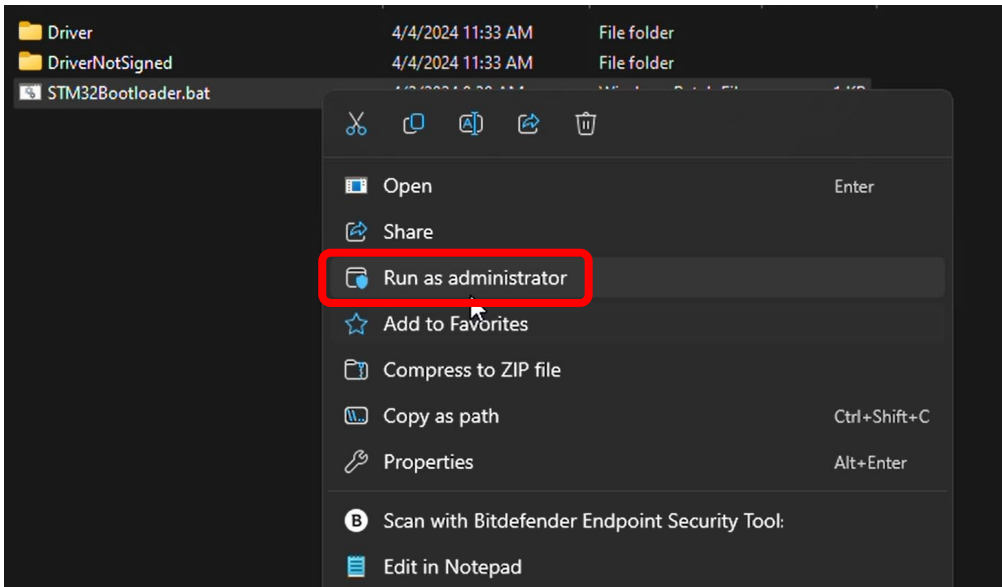 Driver 4/4/2024 11:33 AM File folder
DriverNotSigned 4/4/2024 11:33 AM File folder
STM32Bootloader.bat
Open Enter
Share
Run as administrator
Add to Favorites
Compress to ZIP file
Copy as path Ctrl+Shift+C
Properties Alt+Enter
B Scan with Bitdefender Endpoint Security Tool:
Edit in Notepad